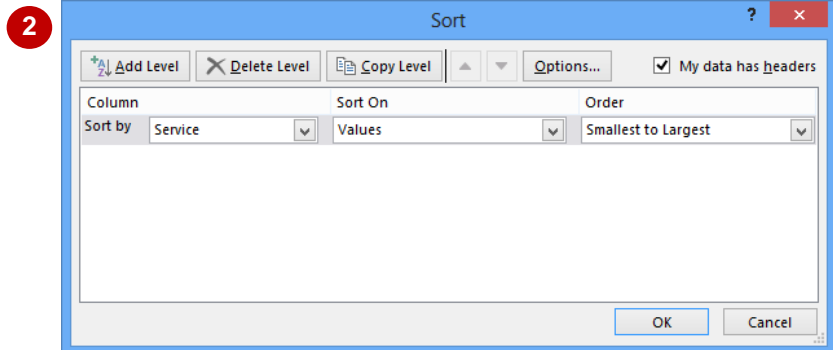 2
Sort ?
Add Level Delete Level Copy Level Options... My data has headers
Column Sort On Order
Sort by Service Values Smallest to Largest
OK Cancel